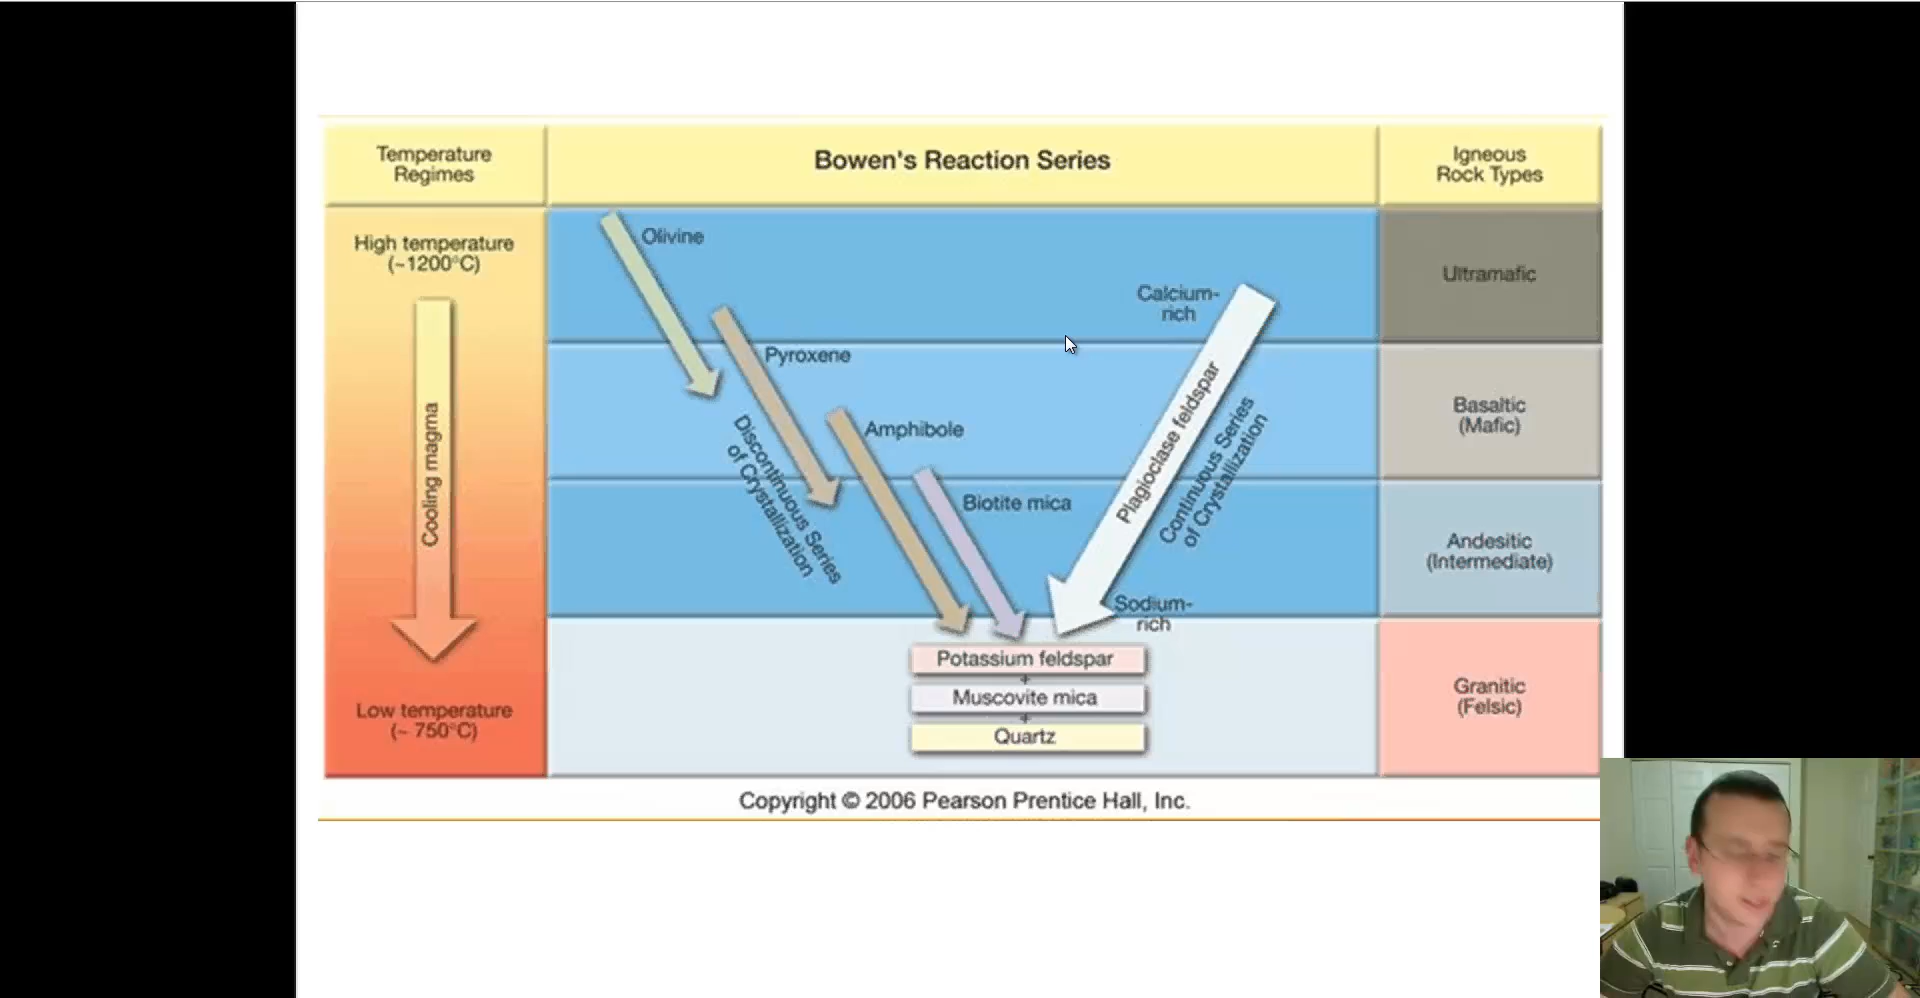 Temperature
Regimes
Bowen's Reaction Series
Igneous
Rock Types
High temperature
(~1200°C)
Cooling magma
Low temperature
(~ 750°C)
Olivine
Pyroxene
Amphibole
Biotite mica
Discontinuous Series
of Crystallization
Calcium-
rich
Plagioclase feldspar
Continuous Series
of Crystallization
Sodium-
rich
Potassium feldspar
+
Muscovite mica
+
Quartz
Ultramafic
Basaltic
(Mafic)
Andesitic
(Intermediate)
Granitic
(Felsic)
Copyright © 2006 Pearson Prentice Hall, Inc.